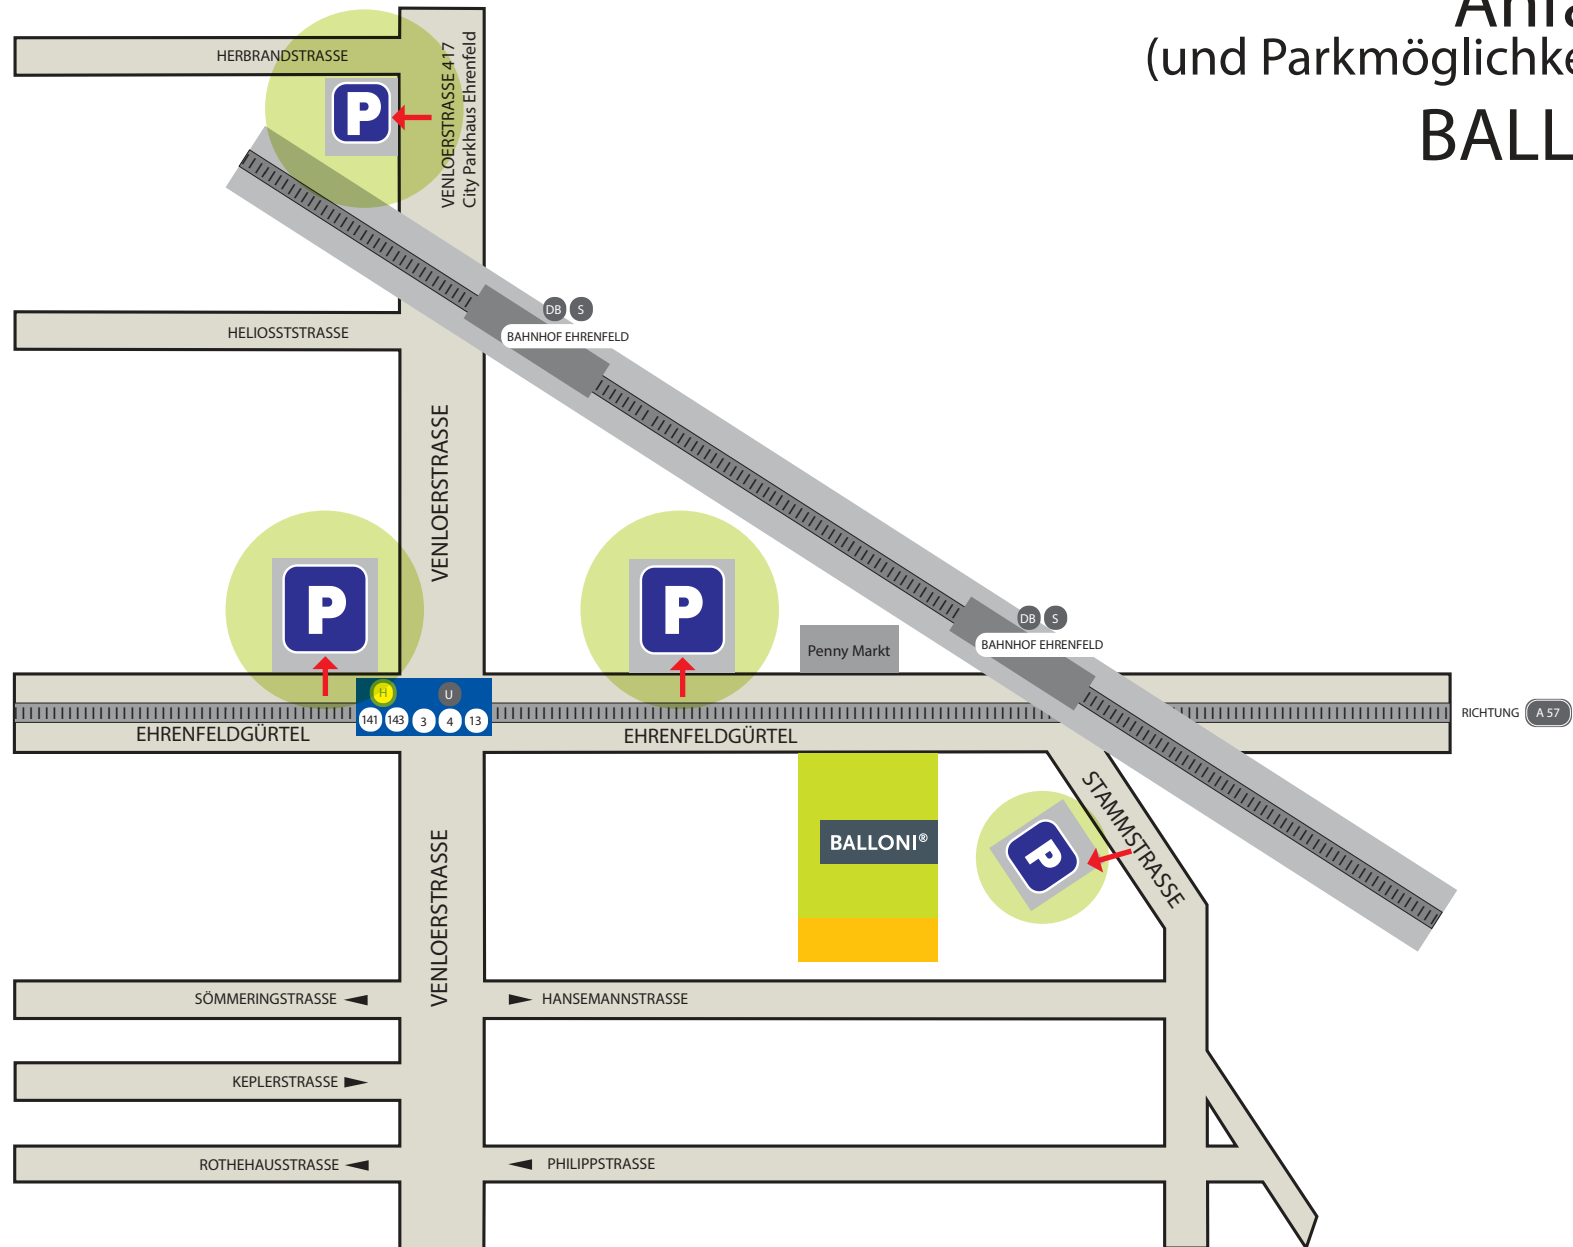 (und Parkmöglichke
BALL
HERBRANDSTRASSE
P
VENLOERSTRASSE 417
City Parkhaus Ehrenfeld
DB S
BAHNHOF EHRENFELD
HELIOSSTSTRASSE
VENLOERSTRASSE
P
P
DB S
BAHNHOF EHRENFELD
Penny Markt
H U
141 143 3 4 13
EHRENFELDGÜRTEL
EHRENFELDGÜRTEL
RICHTUNG A 57
STAMMSTRASSE
BALLONI®
P
VENLOERSTRASSE
SÖMMERINGSTRASSE
HANSEMANNSTRASSE
KEPLERSTRASSE
ROTHEHAUSSTRASSE
PHILIPPSTRASSE